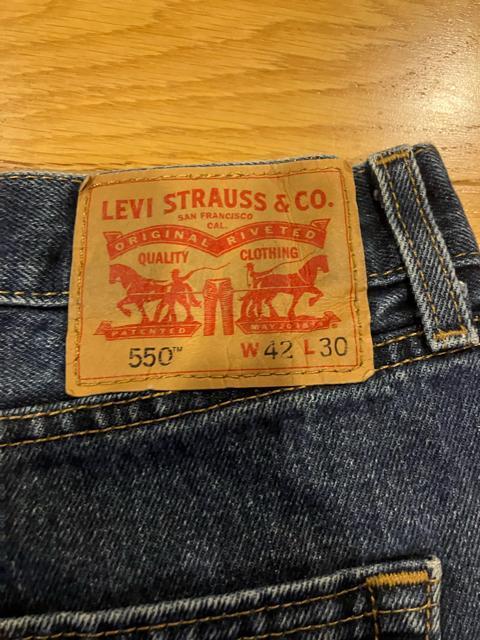 LEVI STRAUSS & CO.
SAN FRANCISCO
CAL.
ORIGINAL RIVETED
QUALITY CLOTHING
PATENTED MAY 20 1873
550™ W 42 L 30